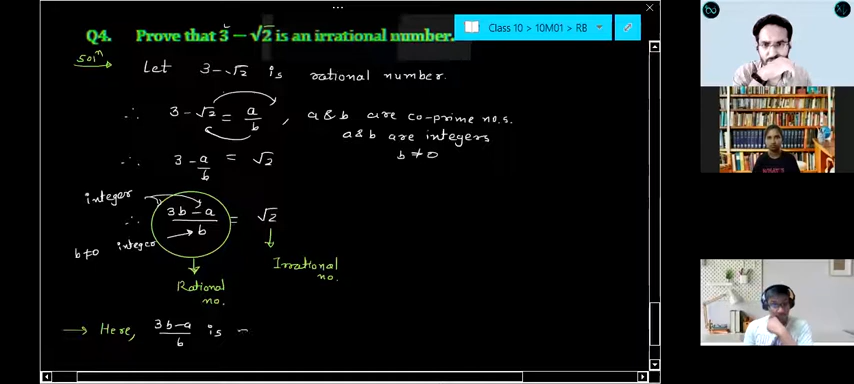 Q4. Prove that 3 − √2 is an irrational number.
Class 10 > 10M01 > RB
Solⁿ Let 3 − √2 is rational number.
∴ 3 − √2 = a/b, a & b are co-prime no.s.
a & b are integers
b ≠ 0
∴ 3 − a/b = √2
integer
∴ (3b − a)/b = √2
b ≠ 0 integer
Irrational no.
Rational no.
→ Here, (3b − a)/b is